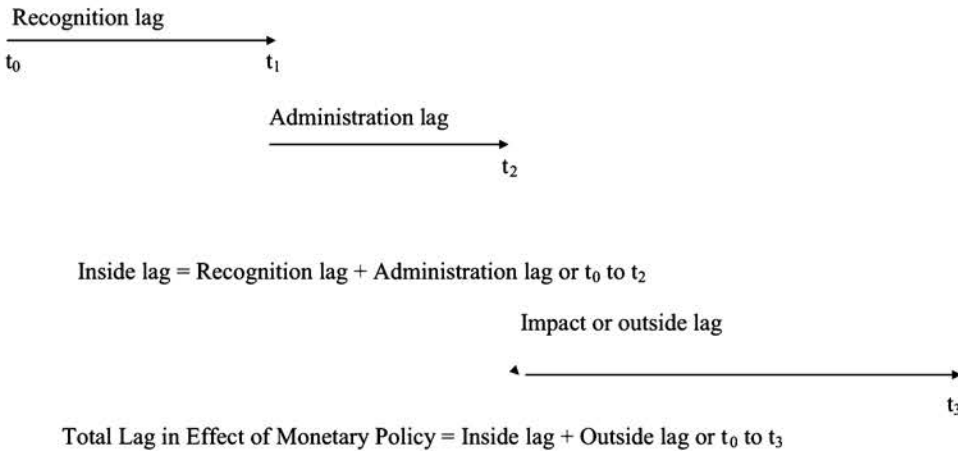 Recognition lag
t₀ t₁
Administration lag
t₂
Inside lag = Recognition lag + Administration lag or t₀ to t₂
Impact or outside lag
t₃
Total Lag in Effect of Monetary Policy = Inside lag + Outside lag or t₀ to t₃